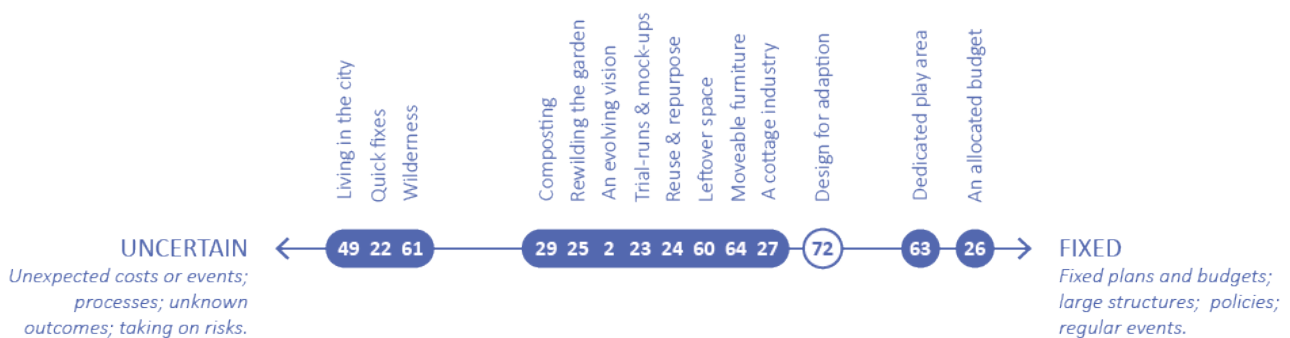 Living in the city
Quick fixes
Wilderness
Composting
Rewilding the garden
An evolving vision
Trial-runs & mock-ups
Reuse & repurpose
Leftover space
Moveable furniture
A cottage industry
Design for adaption
Dedicated play area
An allocated budget
UNCERTAIN
49 22 61
29 25 2 23 24 60 64 27
72
63
26
FIXED
Unexpected costs or events;
processes; unknown
outcomes; taking on risks.
Fixed plans and budgets;
large structures; policies;
regular events.